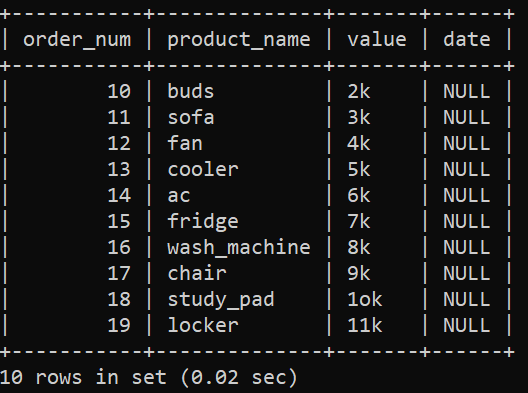 +-----------+--------------+-------+------+
| order_num | product_name | value | date |
+-----------+--------------+-------+------+
|        10 | buds         | 2k    | NULL |
|        11 | sofa         | 3k    | NULL |
|        12 | fan          | 4k    | NULL |
|        13 | cooler       | 5k    | NULL |
|        14 | ac           | 6k    | NULL |
|        15 | fridge       | 7k    | NULL |
|        16 | wash_machine | 8k    | NULL |
|        17 | chair        | 9k    | NULL |
|        18 | study_pad    | 1ok   | NULL |
|        19 | locker       | 11k   | NULL |
+-----------+--------------+-------+------+
10 rows in set (0.02 sec)